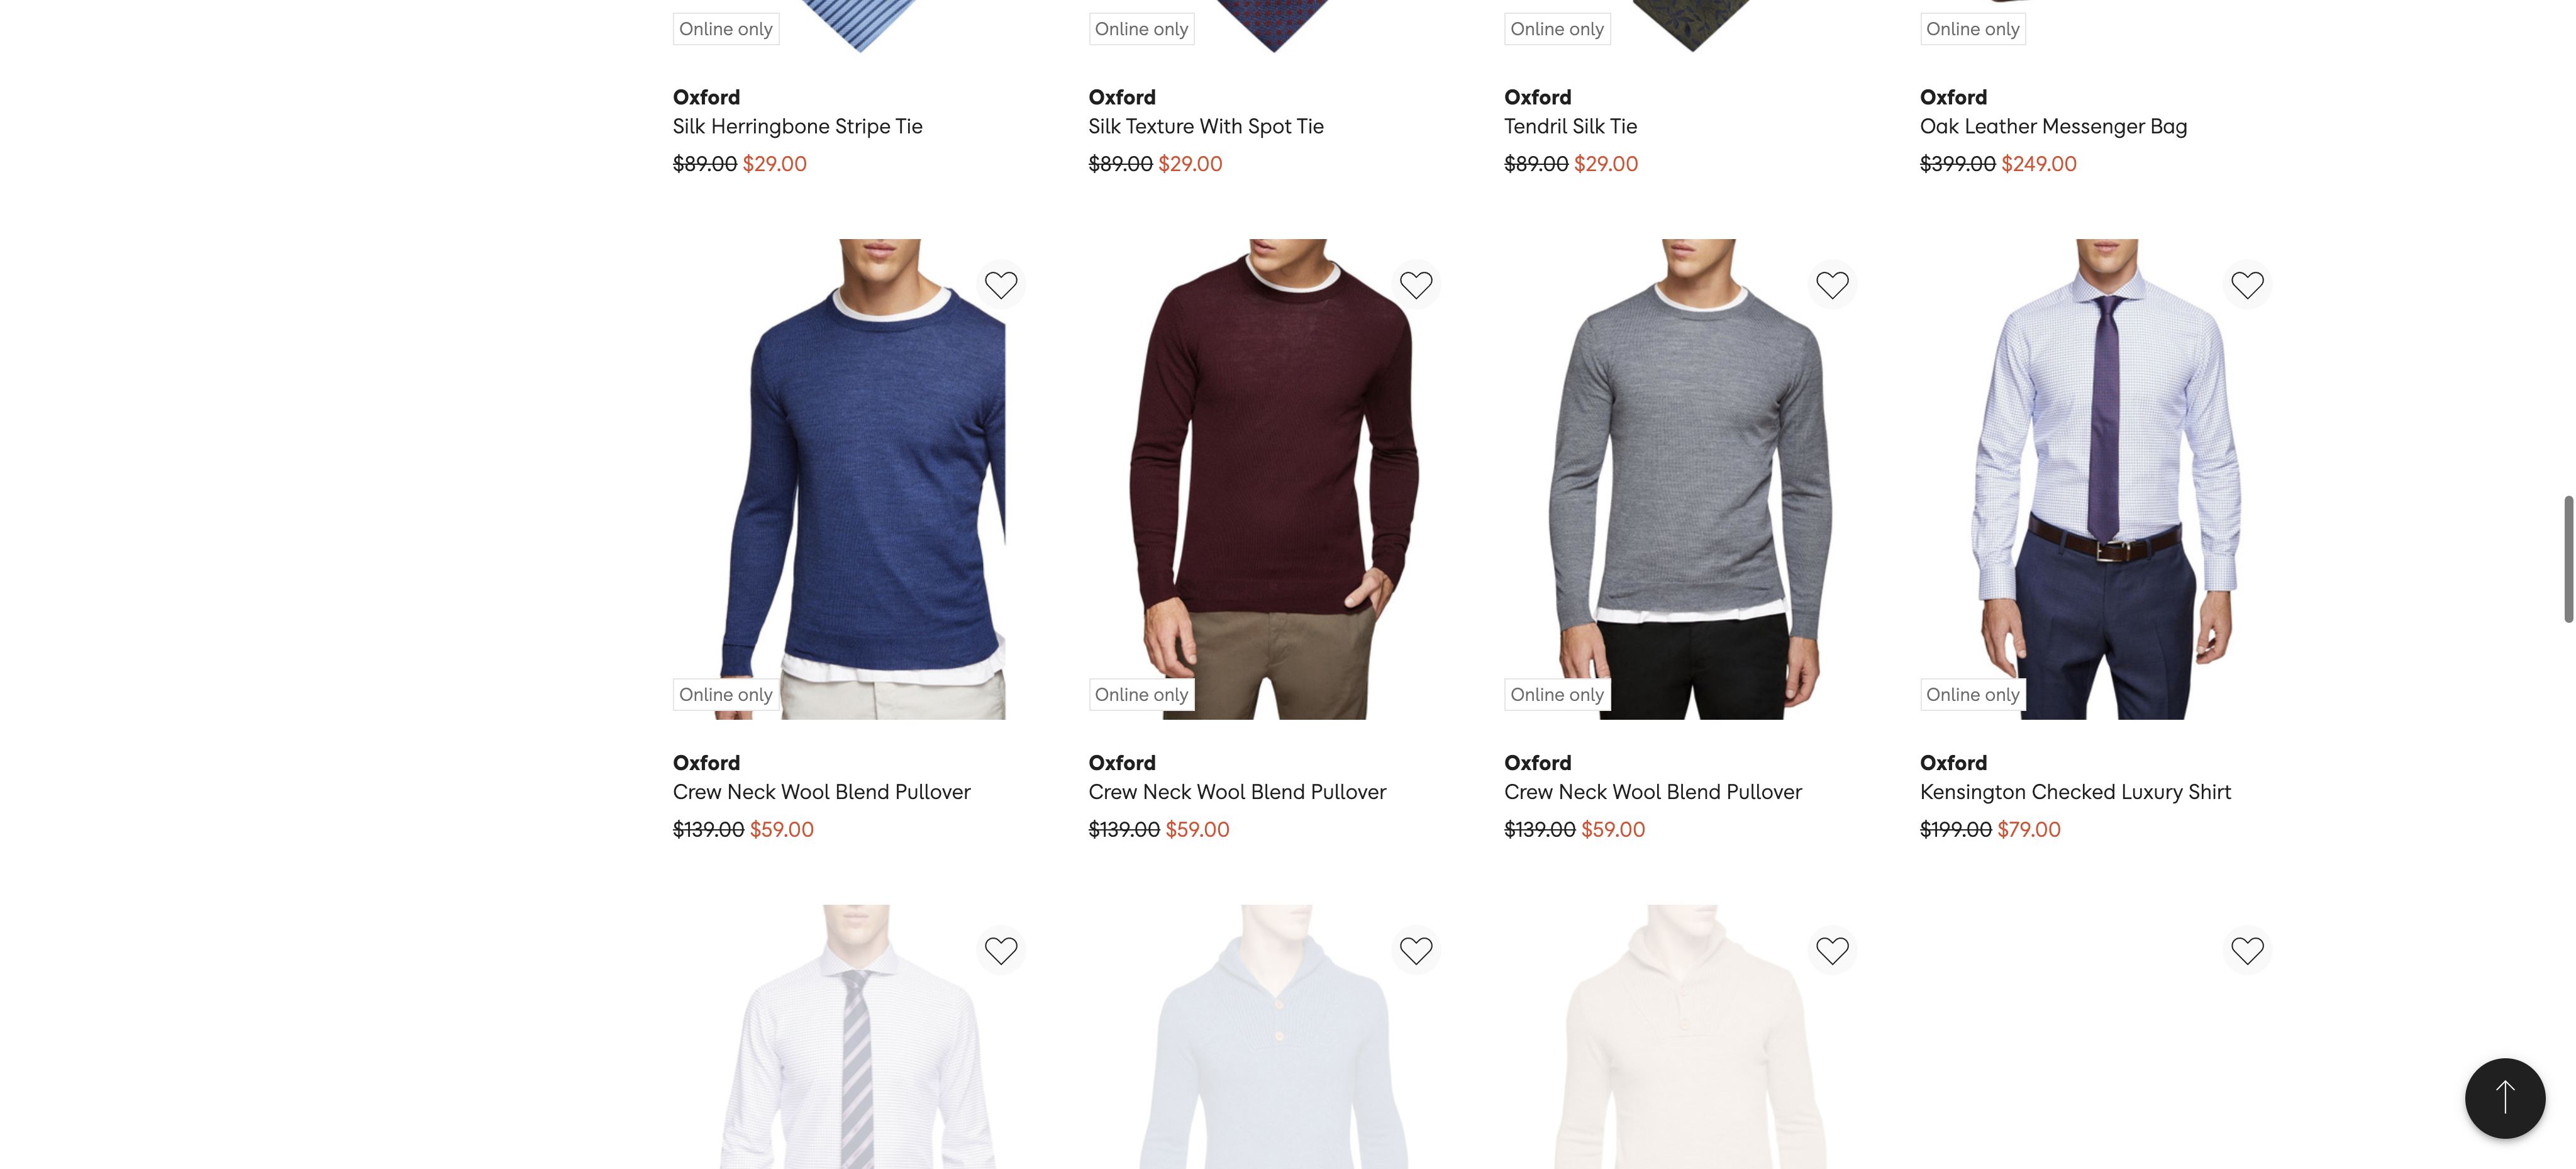 Online only
Online only
Online only
Online only
Oxford
Silk Herringbone Stripe Tie
$89.00 $29.00
Oxford
Silk Texture With Spot Tie
$89.00 $29.00
Oxford
Tendril Silk Tie
$89.00 $29.00
Oxford
Oak Leather Messenger Bag
$399.00 $249.00
Online only
Online only
Online only
Online only
Oxford
Crew Neck Wool Blend Pullover
$139.00 $59.00
Oxford
Crew Neck Wool Blend Pullover
$139.00 $59.00
Oxford
Crew Neck Wool Blend Pullover
$139.00 $59.00
Oxford
Kensington Checked Luxury Shirt
$199.00 $79.00